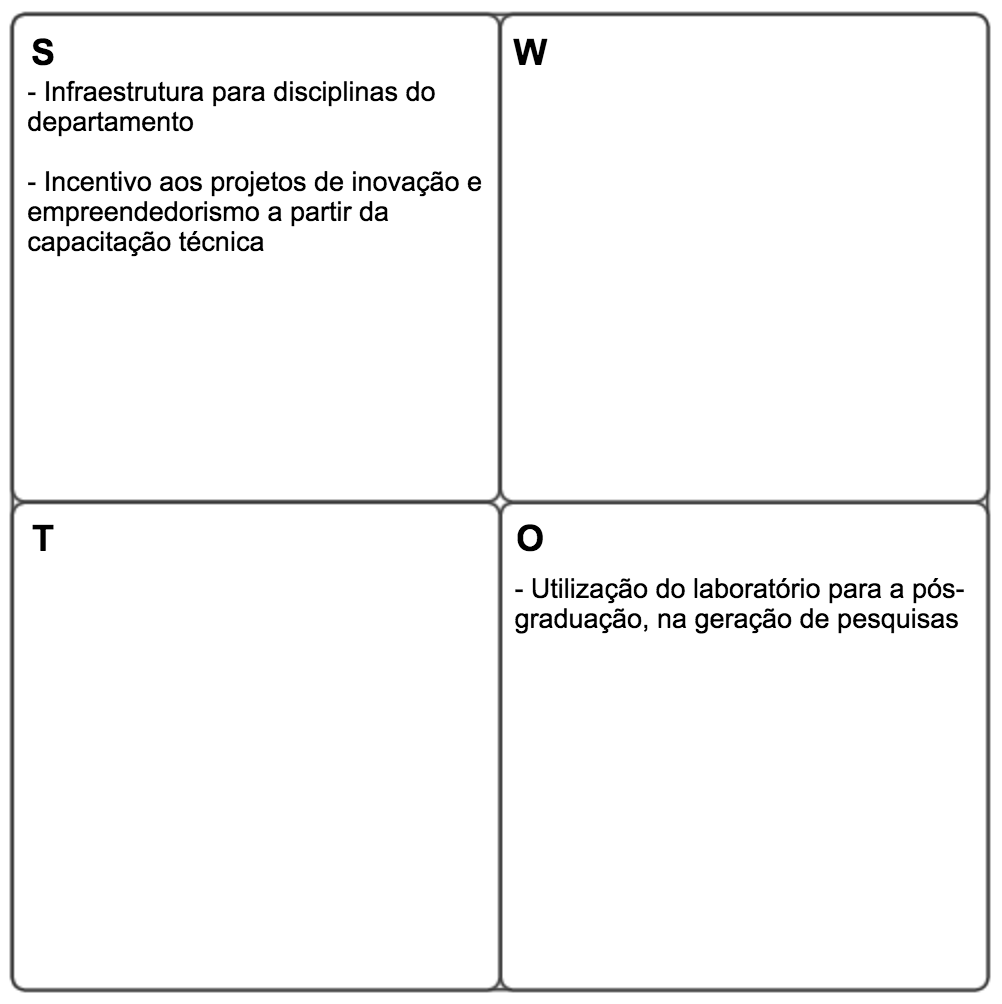 S
- Infraestrutura para disciplinas do
departamento
- Incentivo aos projetos de inovação e
empreendedorismo a partir da
capacitação técnica
W
T
O
- Utilização do laboratório para a pós-
graduação, na geração de pesquisas